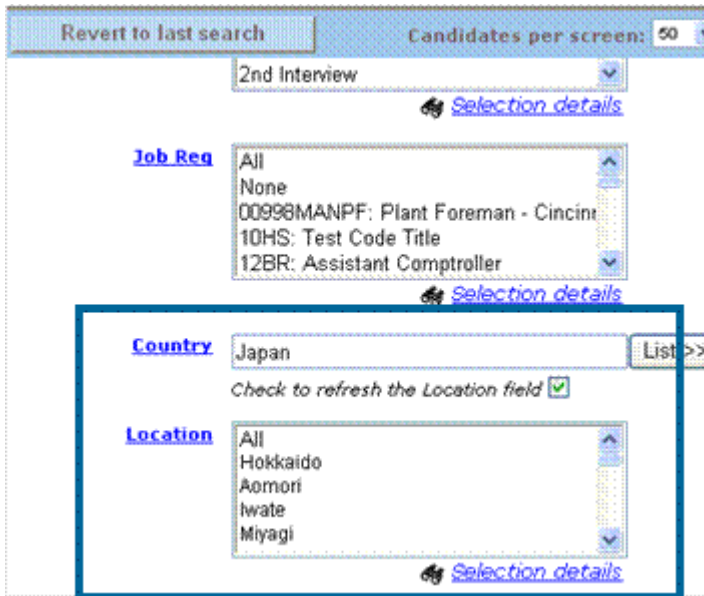 Revert to last search Candidates per screen: 50
2nd Interview
Selection details
Job Req All
None
00998MANPF: Plant Foreman - Cincin
10HS: Test Code Title
12BR: Assistant Comptroller
Selection details
Country Japan List >>
Check to refresh the Location field
Location All
Hokkaido
Aomori
Iwate
Miyagi
Selection details